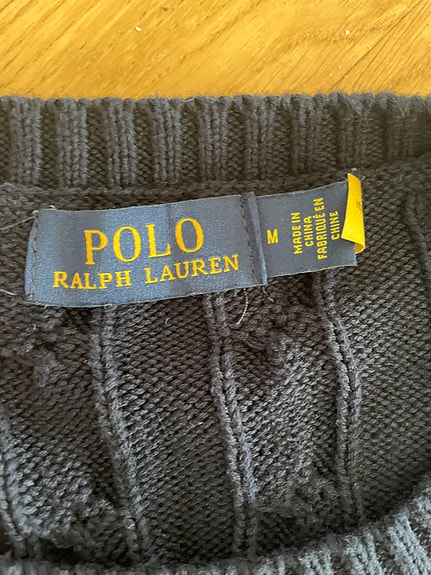 POLO
RALPH LAUREN
M
MADE IN
CHINA
FABRIQUÉ EN
CHINE